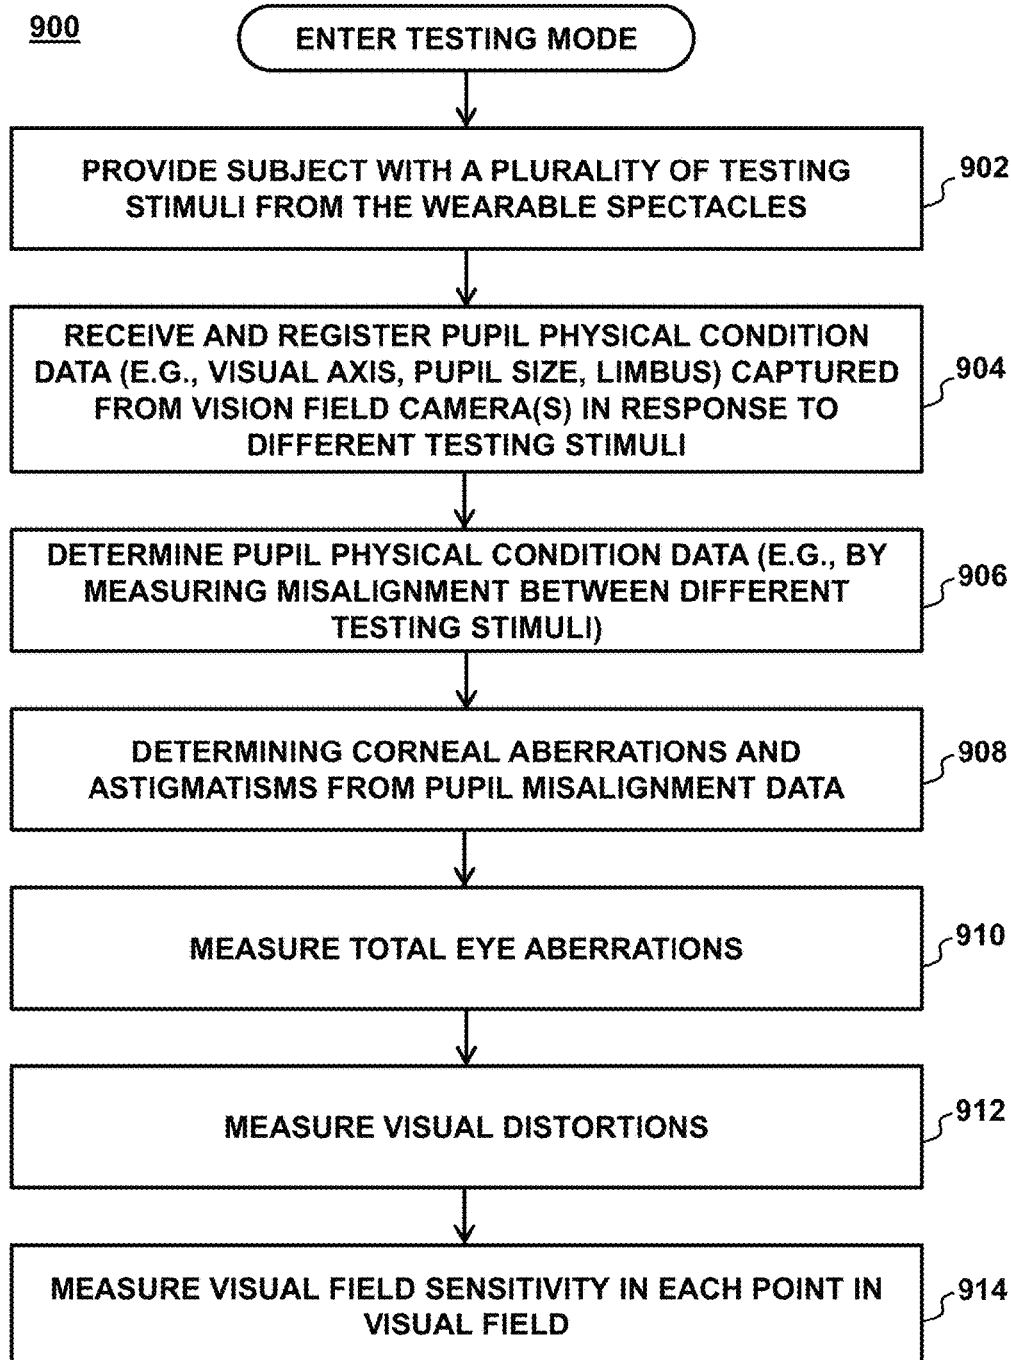 900
ENTER TESTING MODE
PROVIDE SUBJECT WITH A PLURALITY OF TESTING
STIMULI FROM THE WEARABLE SPECTACLES
902
RECEIVE AND REGISTER PUPIL PHYSICAL CONDITION
DATA (E.G., VISUAL AXIS, PUPIL SIZE, LIMBUS) CAPTURED
FROM VISION FIELD CAMERA(S) IN RESPONSE TO
DIFFERENT TESTING STIMULI
904
DETERMINE PUPIL PHYSICAL CONDITION DATA (E.G., BY
MEASURING MISALIGNMENT BETWEEN DIFFERENT
TESTING STIMULI)
906
DETERMINING CORNEAL ABERRATIONS AND
ASTIGMATISMS FROM PUPIL MISALIGNMENT DATA
908
MEASURE TOTAL EYE ABERRATIONS
910
MEASURE VISUAL DISTORTIONS
912
MEASURE VISUAL FIELD SENSITIVITY IN EACH POINT IN
VISUAL FIELD
914